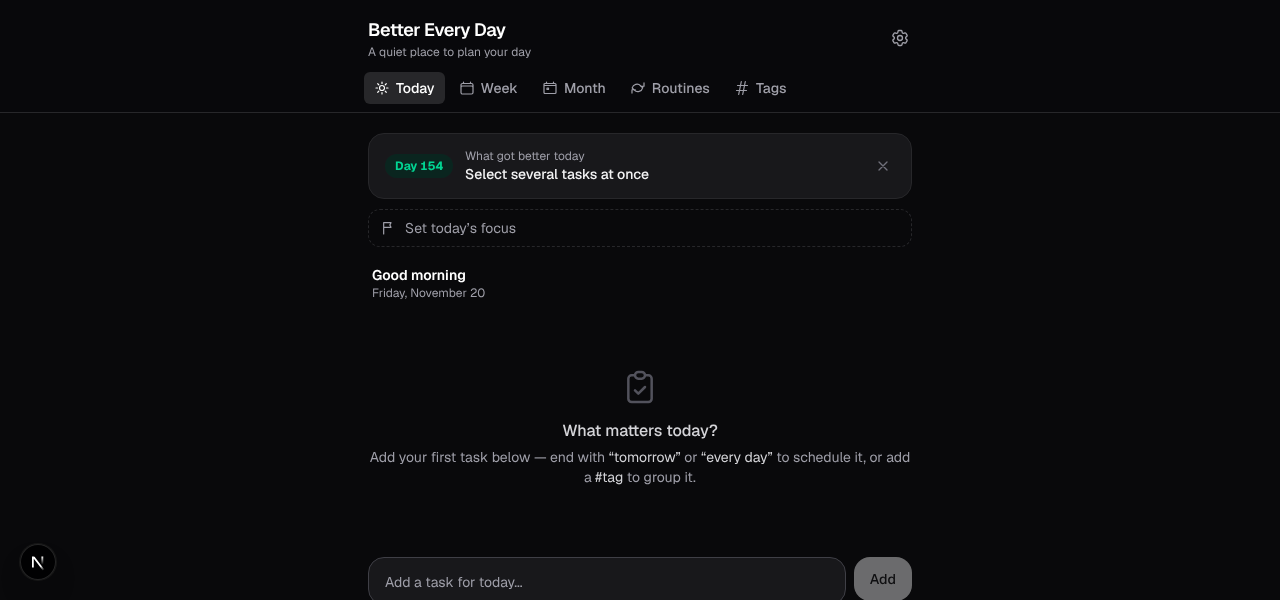 Better Every Day
A quiet place to plan your day
Today
Week
Month
Routines
Tags
Day 154
What got better today
Select several tasks at once
Set today’s focus
Good morning
Friday, November 20
What matters today?
Add your first task below — end with “tomorrow” or “every day” to schedule it, or add
a #tag to group it.
N
Add a task for today…
Add